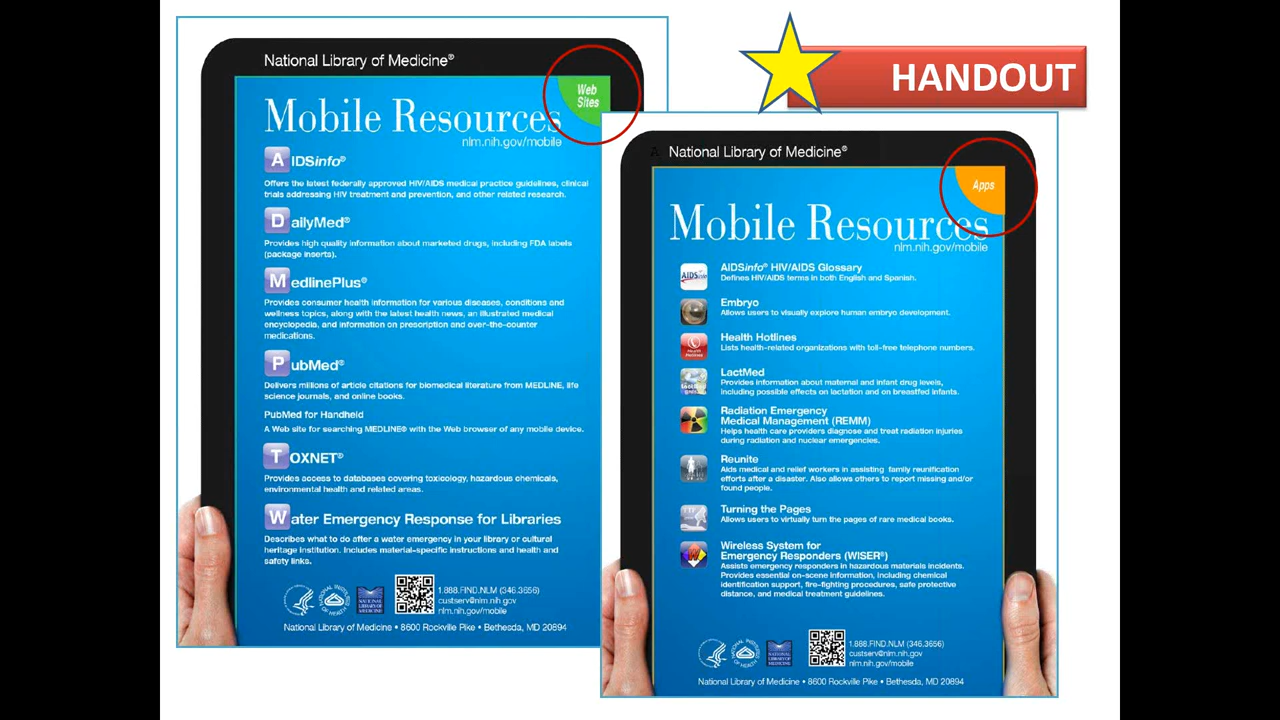 National Library of Medicine®
Web
Sites
Mobile Resources
nlm.nih.gov/mobile
AIDSinfo®
Offers the latest federally approved HIV/AIDS medical practice guidelines, clinical
trials addressing HIV treatment and prevention, and other related research.
DailyMed®
Provides high quality information about marketed drugs, including FDA labels
(package inserts).
MedlinePlus®
Provides consumer health information for various diseases, conditions and
wellness topics, along with the latest health news, an illustrated medical
encyclopedia, and information on prescription and over-the-counter
medications.
PubMed®
Delivers millions of article citations for biomedical literature from MEDLINE, life
science journals, and online books.
PubMed for Handheld
A Web site for searching MEDLINE® with the Web browser of any mobile device.
TOXNET®
Provides access to databases covering toxicology, hazardous chemicals,
environmental health and related areas.
Water Emergency Response for Libraries
Describes what to do after a water emergency in your library or cultural
heritage institution. Includes material-specific instructions and health and
safety links.
NATIONAL
LIBRARY OF
MEDICINE
1.888.FIND.NLM (346.3656)
custserv@nlm.nih.gov
nlm.nih.gov/mobile
National Library of Medicine • 8600 Rockville Pike • Bethesda, MD 20894
HANDOUT
National Library of Medicine®
Apps
Mobile Resources
nlm.nih.gov/mobile
AIDSinfo
AIDSinfo® HIV/AIDS Glossary
Defines HIV/AIDS terms in both English and Spanish.
Embryo
Allows users to visually explore human embryo development.
Health
Hotlines
Health Hotlines
Lists health-related organizations with toll-free telephone numbers.
LactMed
Provides information about maternal and infant drug levels,
including possible effects on lactation and on breastfed infants.
Radiation Emergency
Medical Management (REMM)
Helps health care providers diagnose and treat radiation injuries
during radiation and nuclear emergencies.
Reunite
Aids medical and relief workers in assisting family reunification
efforts after a disaster. Also allows others to report missing and/or
found people.
TTP
Turning the Pages
Allows users to virtually turn the pages of rare medical books.
W
Wireless System for
Emergency Responders (WISER®)
Assists emergency responders in hazardous materials incidents.
Provides essential on-scene information, including chemical
identification support, fire-fighting procedures, safe protective
distance, and medical treatment guidelines.
NATIONAL
LIBRARY OF
MEDICINE
1.888.FIND.NLM (346.3656)
custserv@nlm.nih.gov
nlm.nih.gov/mobile
National Library of Medicine • 8600 Rockville Pike • Bethesda, MD 20894